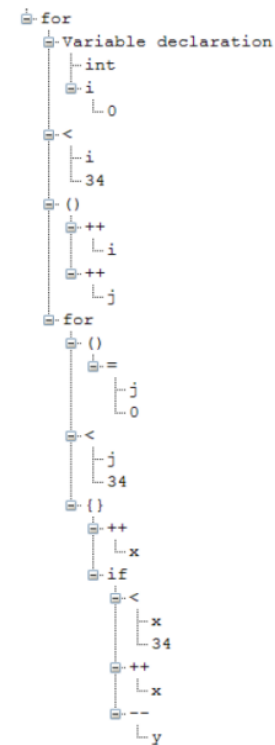 for
Variable declaration
int
i
0
<
i
34
()
++
i
++
j
for
()
=
j
0
<
j
34
{}
++
x
if
<
x
34
++
x
--
y